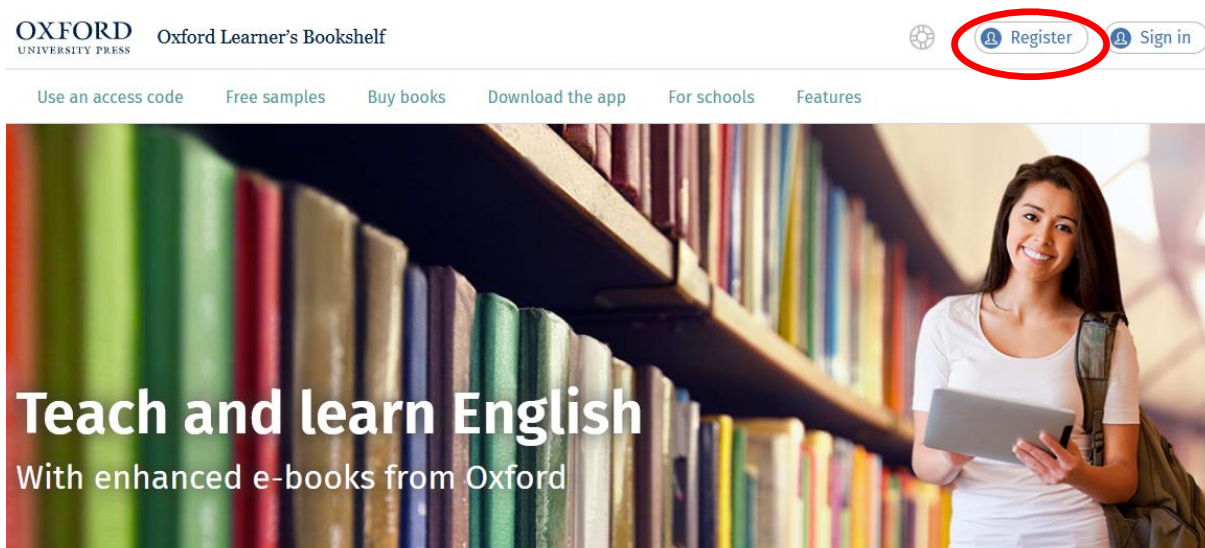 OXFORD
UNIVERSITY PRESS
Oxford Learner's Bookshelf
Register
Sign in
Use an access code
Free samples
Buy books
Download the app
For schools
Features
Teach and learn English
With enhanced e-books from Oxford